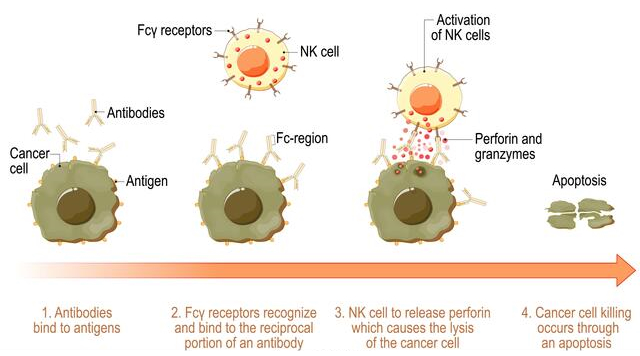 Activation
of NK cells
Fcγ receptors
NK cell
Antibodies
Fc-region
Perforin and
granzymes
Cancer
cell
Antigen
Apoptosis
1. Antibodies
bind to antigens
2. Fcγ receptors recognize
and bind to the reciprocal
portion of an antibody
3. NK cell to release perforin
which causes the lysis
of the cancer cell
4. Cancer cell killing
occurs through
an apoptosis